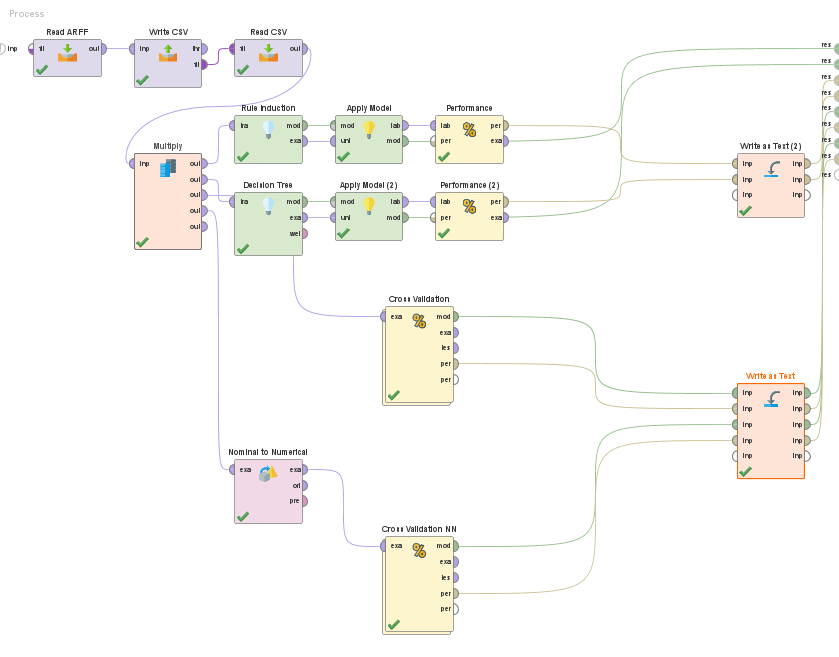 Process
Read ARFF
Write CSV
Read CSV
inp
fil
out
inp
thr
fil
fil
out
res
res
res
res
res
res
res
res
res
Rule Induction
Apply Model
Performance
tra
mod
exa
mod
unl
lab
mod
lab
per
per
exa
Multiply
inp
out
out
out
out
out
Write as Text (2)
inp
inp
inp
inp
inp
inp
Decision Tree
Apply Model (2)
Performance (2)
tra
mod
exa
wei
mod
unl
lab
mod
lab
per
per
exa
Cross Validation
exa
mod
exa
tes
per
per
Write as Text
inp
inp
inp
inp
inp
inp
inp
inp
inp
inp
Nominal to Numerical
exa
exa
ori
pre
Cross Validation NN
exa
mod
exa
tes
per
per